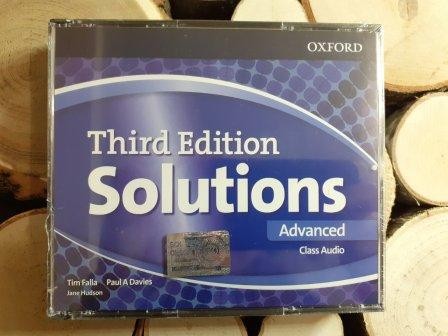 OXFORD
Third Edition
Solutions
Advanced
Class Audio
Tim Falla Paul A Davies
Jane Hudson